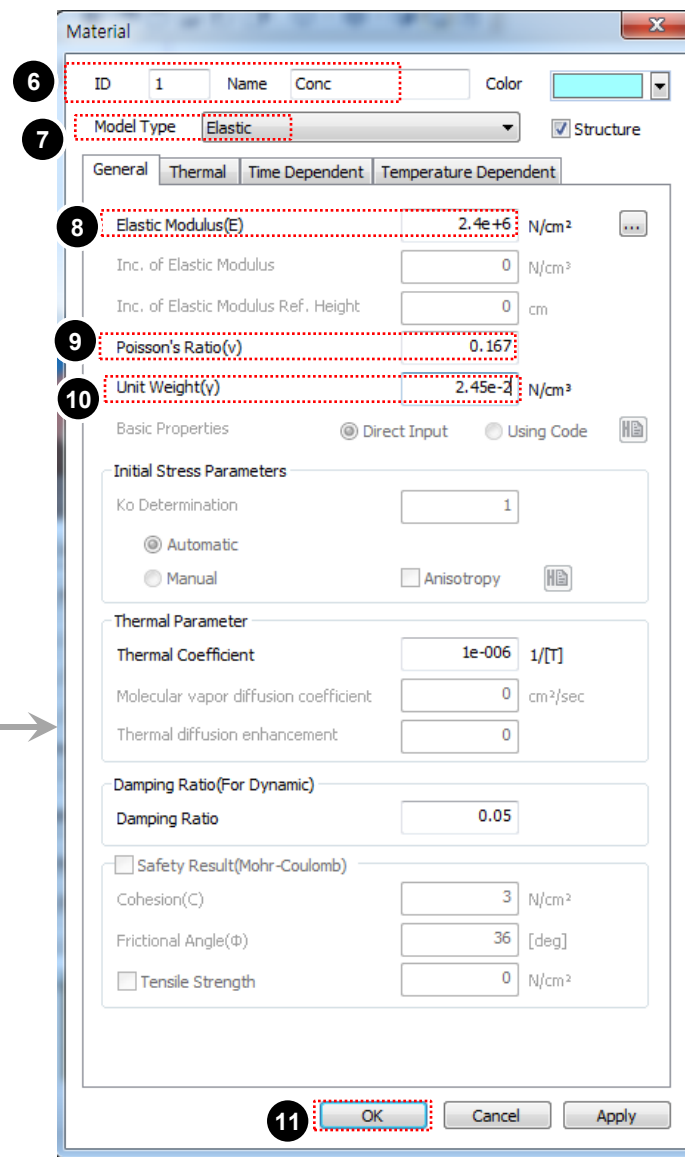 Material
6 ID 1 Name Conc Color
7 Model Type Elastic Structure
General Thermal Time Dependent Temperature Dependent
8 Elastic Modulus(E) 2.4e+6 N/cm²
Inc. of Elastic Modulus 0 N/cm³
Inc. of Elastic Modulus Ref. Height 0 cm
9 Poisson's Ratio(ν) 0.167
10 Unit Weight(γ) 2.45e-2 N/cm³
Basic Properties Direct Input Using Code
Initial Stress Parameters
Ko Determination 1
Automatic
Manual Anisotropy
Thermal Parameter
Thermal Coefficient 1e-006 1/[T]
Molecular vapor diffusion coefficient 0 cm²/sec
Thermal diffusion enhancement 0
Damping Ratio(For Dynamic)
Damping Ratio 0.05
Safety Result(Mohr-Coulomb)
Cohesion(C) 3 N/cm²
Frictional Angle(Φ) 36 [deg]
Tensile Strength 0 N/cm²
11 OK Cancel Apply